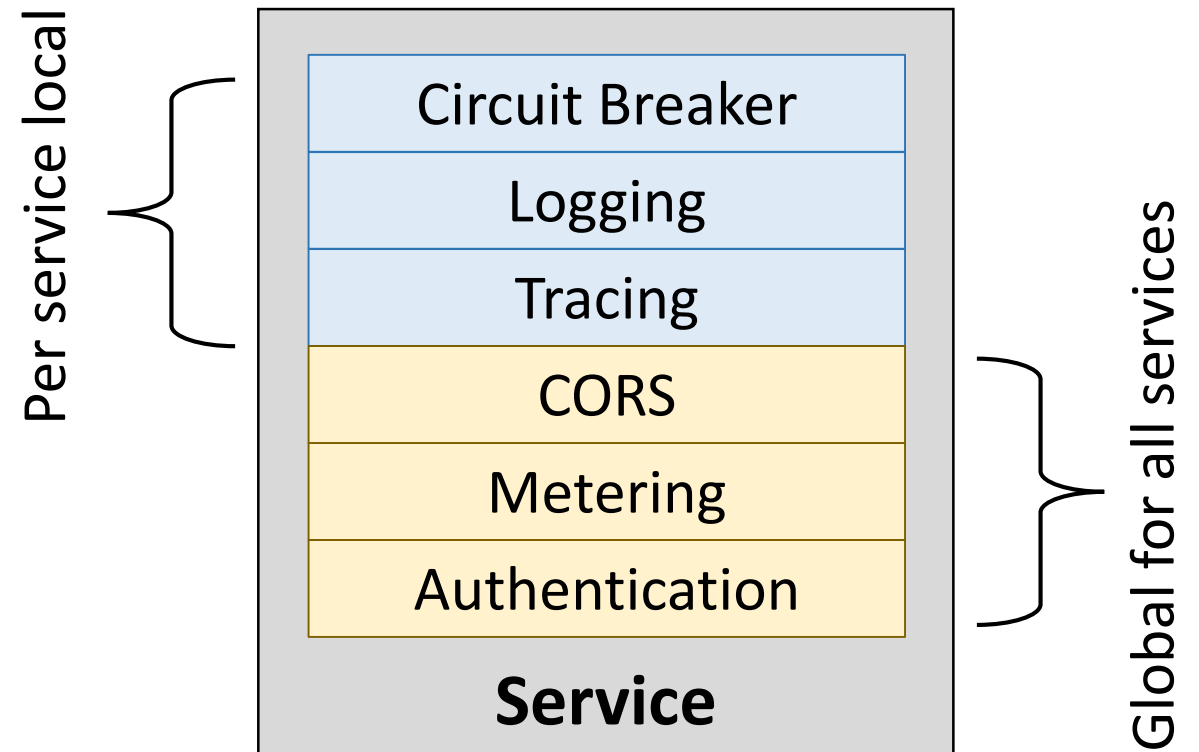 Per service local
Circuit Breaker
Logging
Tracing
CORS
Metering
Authentication
Service
Global for all services